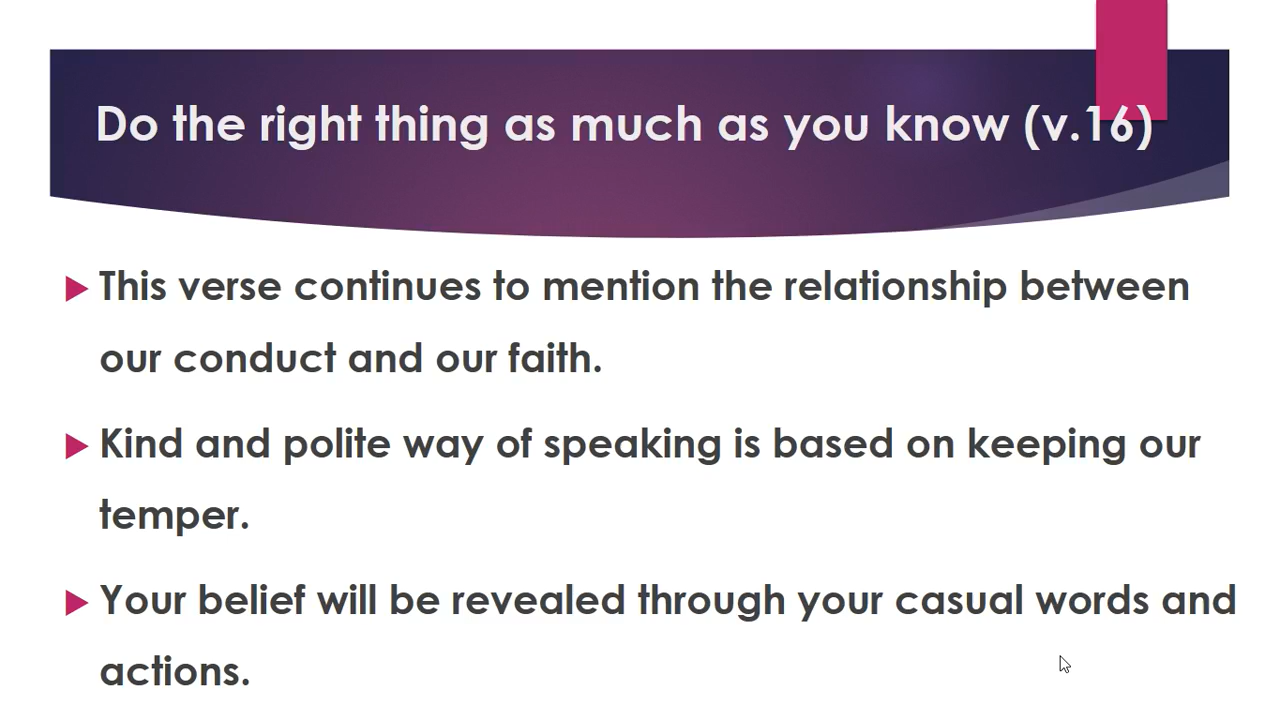 Do the right thing as much as you know (v.16)
This verse continues to mention the relationship between
our conduct and our faith.
Kind and polite way of speaking is based on keeping our
temper.
Your belief will be revealed through your casual words and
actions.